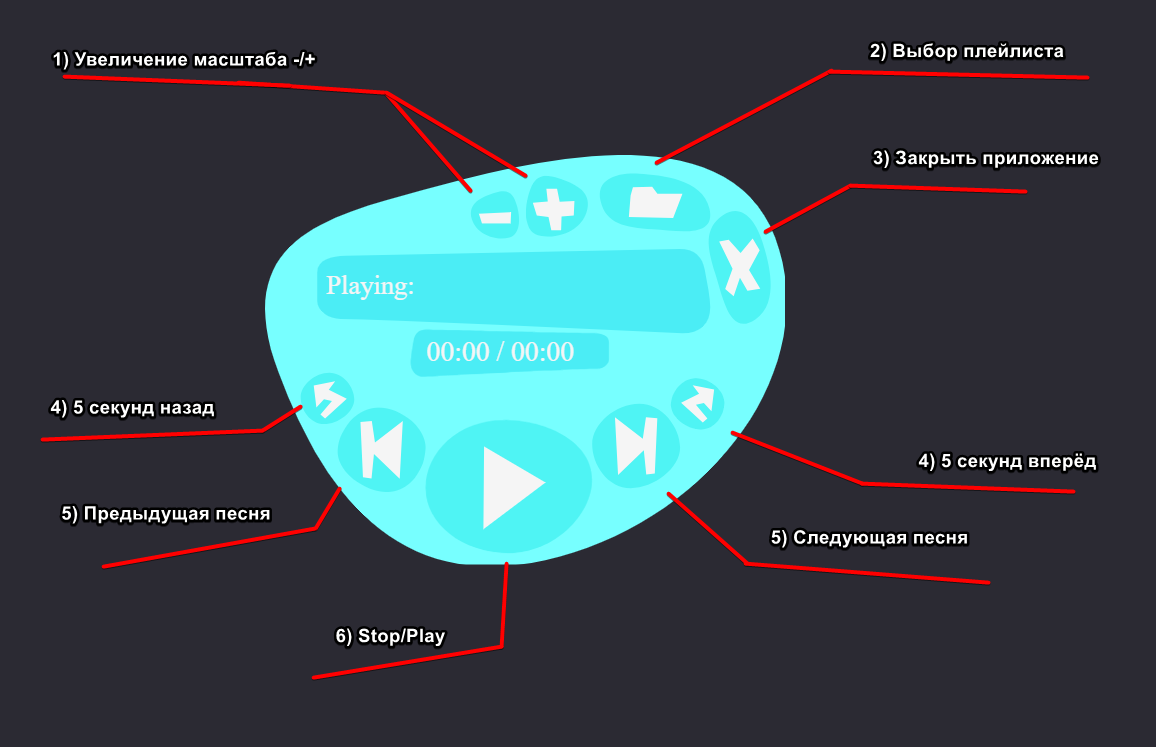 1) Увеличение масштаба -/+
2) Выбор плейлиста
3) Закрыть приложение
Playing:
00:00 / 00:00
4) 5 секунд назад
4) 5 секунд вперёд
5) Предыдущая песня
5) Следующая песня
6) Stop/Play